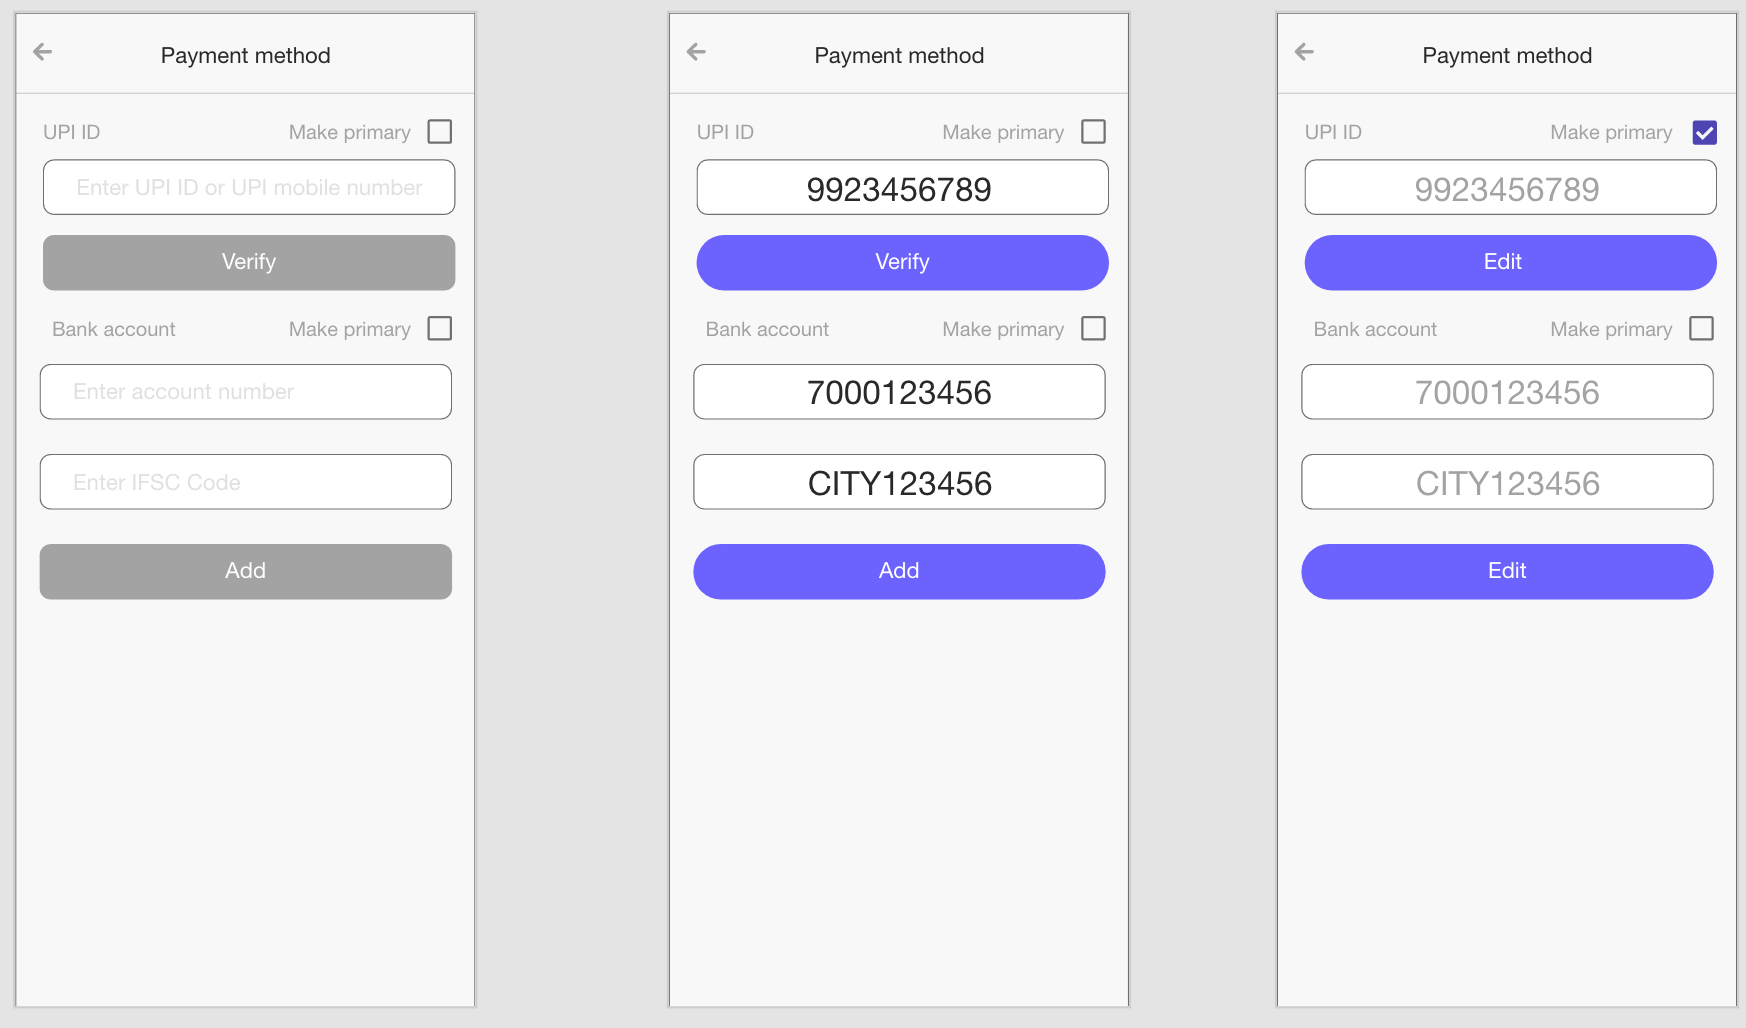 Payment method
UPI ID Make primary
Enter UPI ID or UPI mobile number
Verify
Bank account Make primary
Enter account number
Enter IFSC Code
Add
Payment method
UPI ID Make primary
9923456789
Verify
Bank account Make primary
7000123456
CITY123456
Add
Payment method
UPI ID Make primary
9923456789
Edit
Bank account Make primary
7000123456
CITY123456
Edit